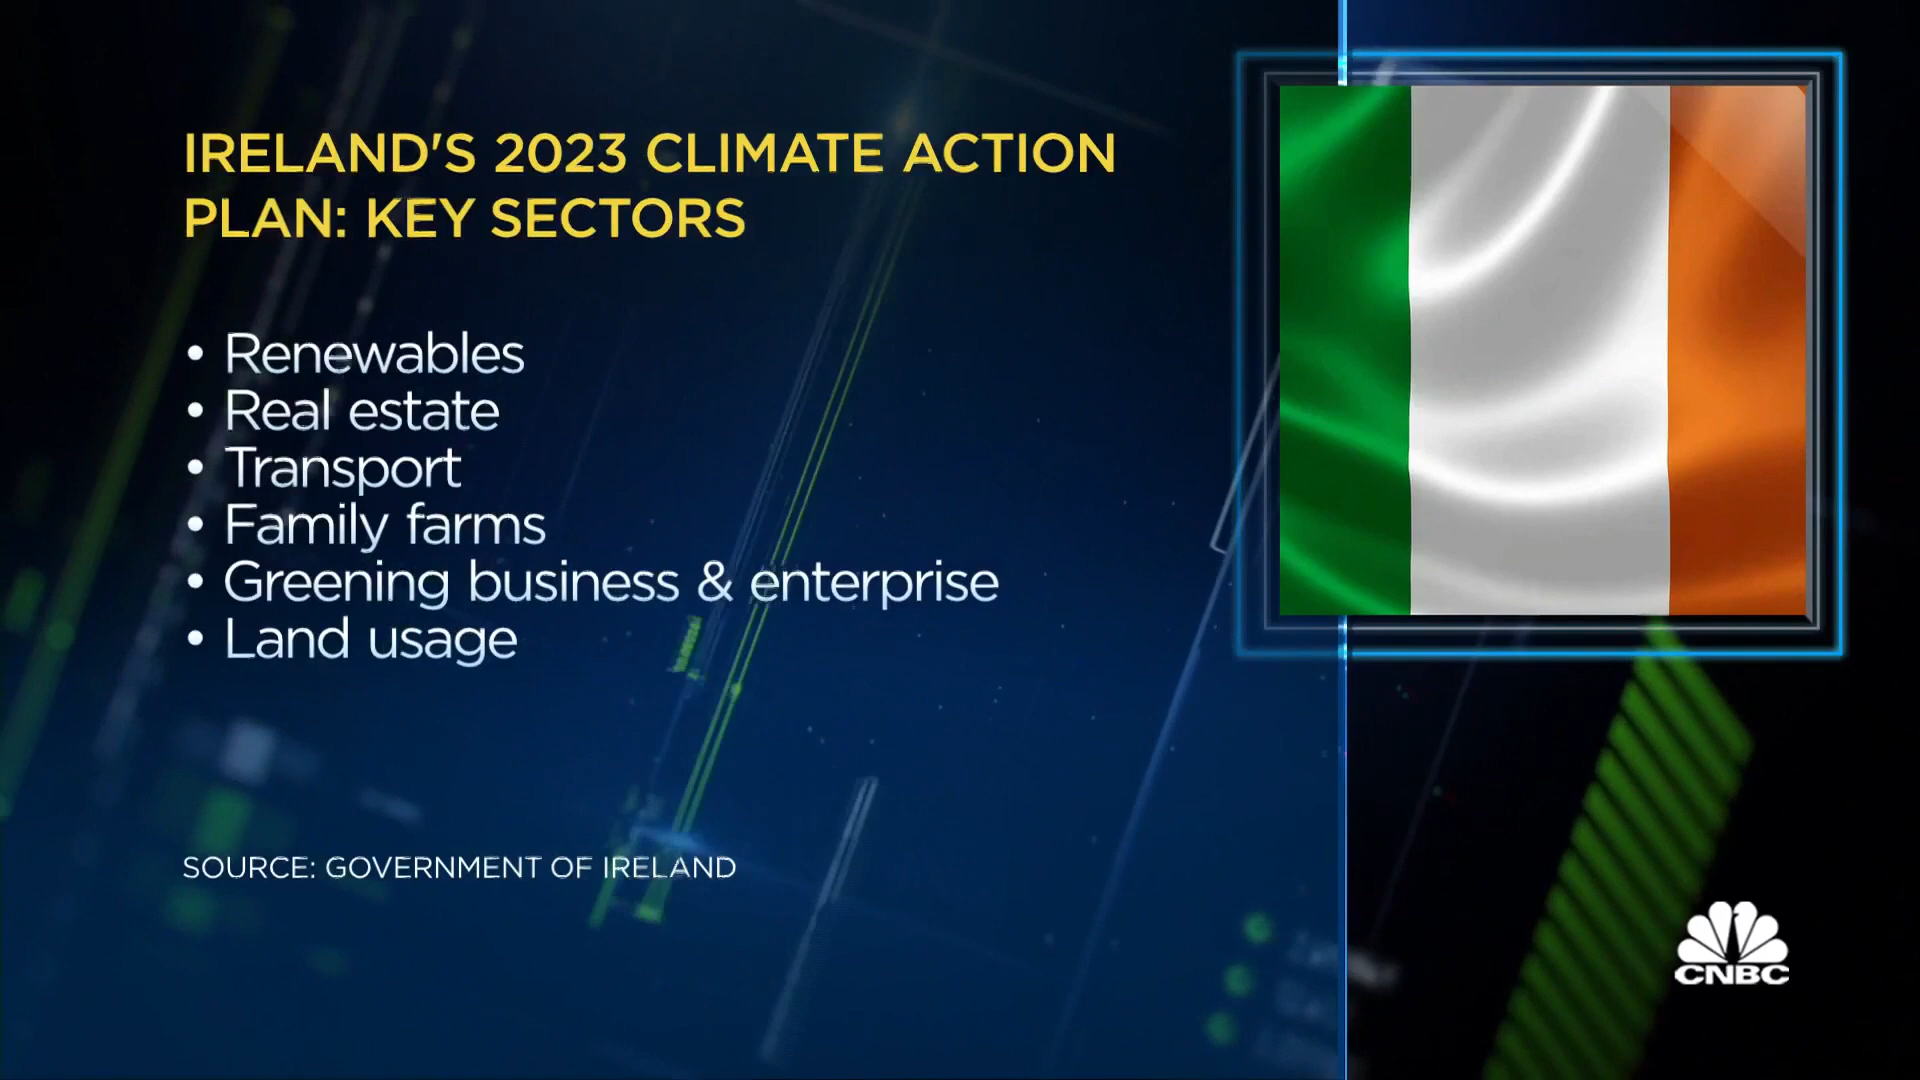 IRELAND'S 2023 CLIMATE ACTION
PLAN: KEY SECTORS
• Renewables
• Real estate
• Transport
• Family farms
• Greening business & enterprise
• Land usage
SOURCE: GOVERNMENT OF IRELAND
CNBC